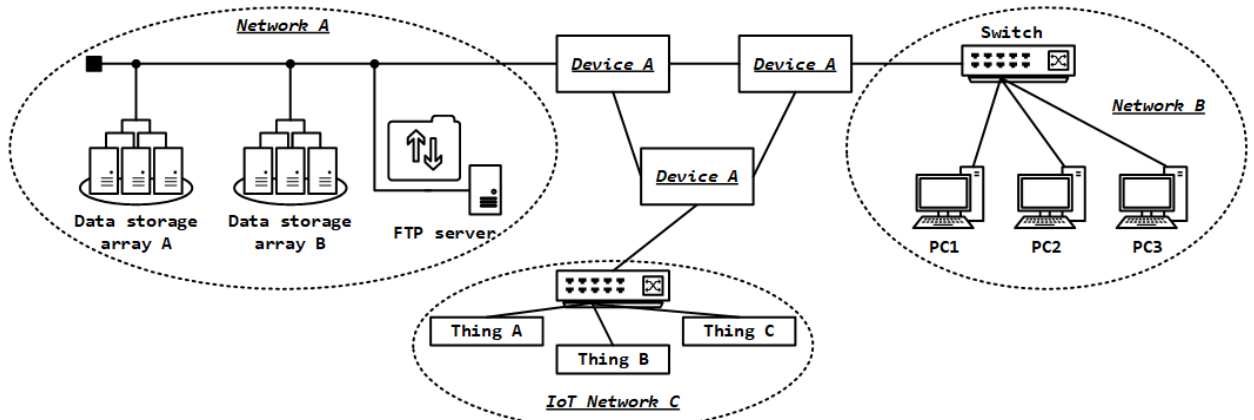 Network A
Switch
Device A
Device A
Network B
Device A
Data storage
array A
Data storage
array B
FTP server
PC1
PC2
PC3
Thing A
Thing C
Thing B
IoT Network C